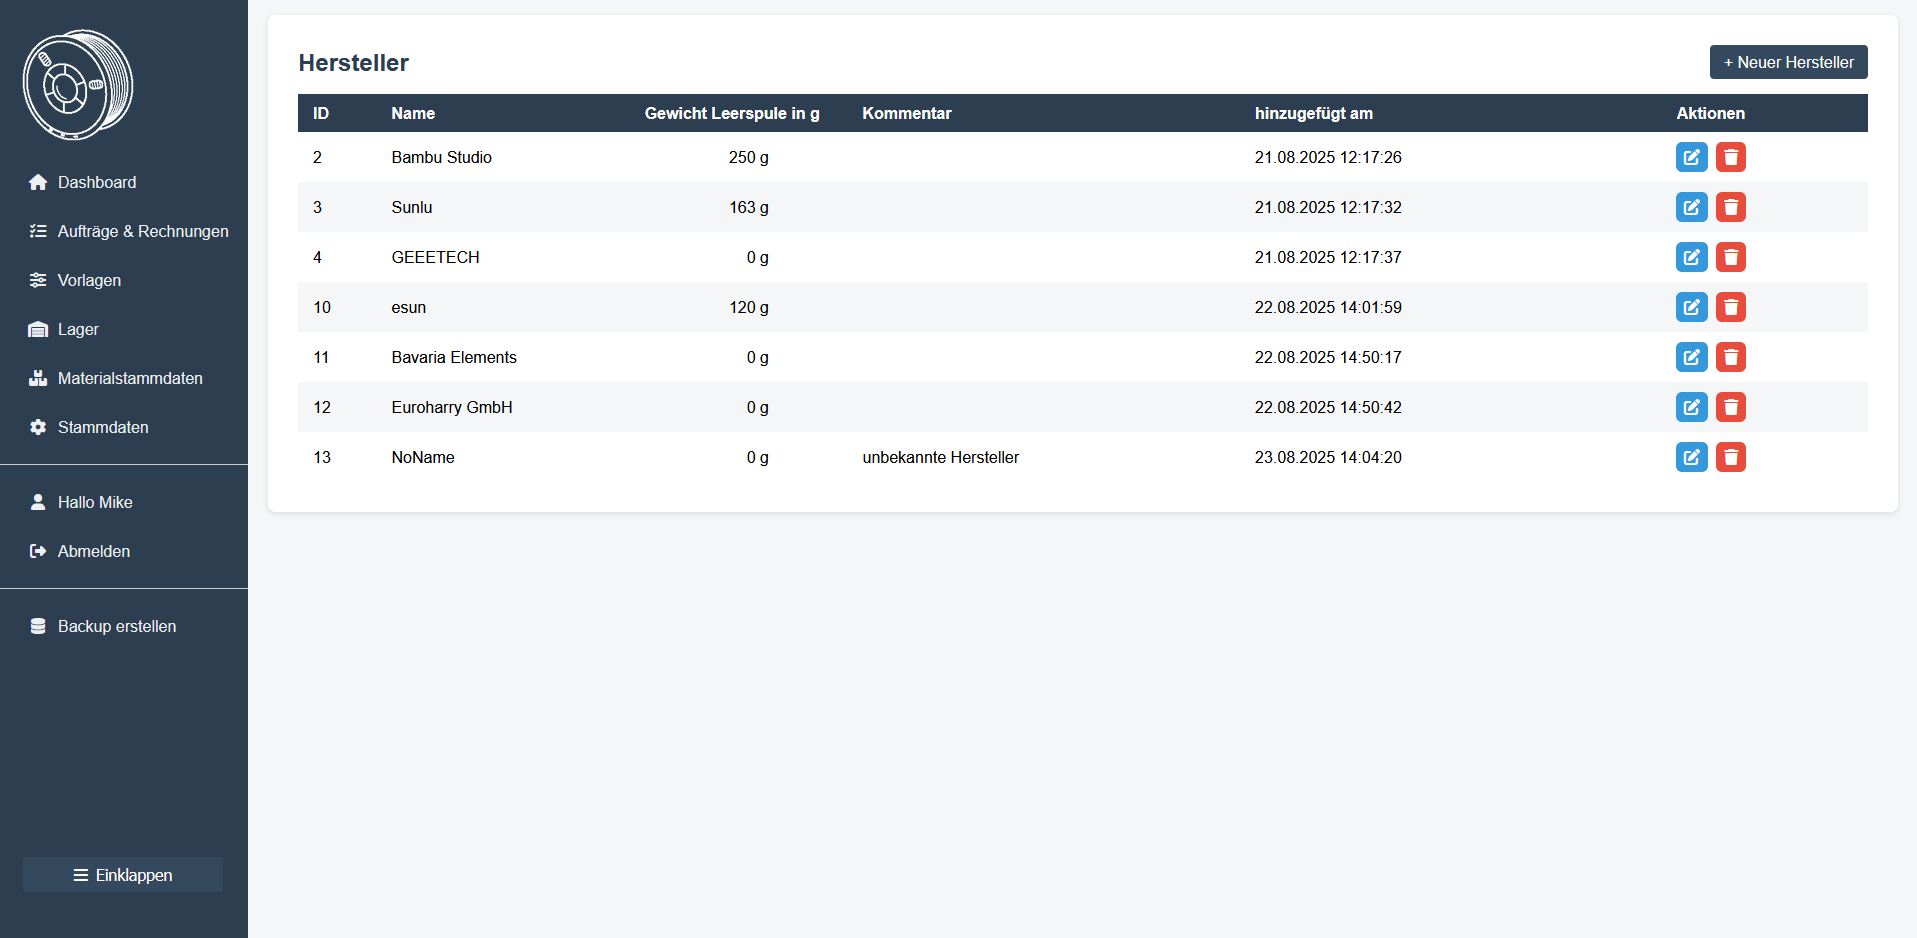 Dashboard
Aufträge & Rechnungen
Vorlagen
Lager
Materialstammdaten
Stammdaten
Hallo Mike
Abmelden
Backup erstellen
Einklappen
Hersteller
+ Neuer Hersteller
ID Name Gewicht Leerspule in g Kommentar hinzugefügt am Aktionen
2 Bambu Studio 250 g 21.08.2025 12:17:26
3 Sunlu 163 g 21.08.2025 12:17:32
4 GEEETECH 0 g 21.08.2025 12:17:37
10 esun 120 g 22.08.2025 14:01:59
11 Bavaria Elements 0 g 22.08.2025 14:50:17
12 Euroharry GmbH 0 g 22.08.2025 14:50:42
13 NoName 0 g unbekannte Hersteller 23.08.2025 14:04:20